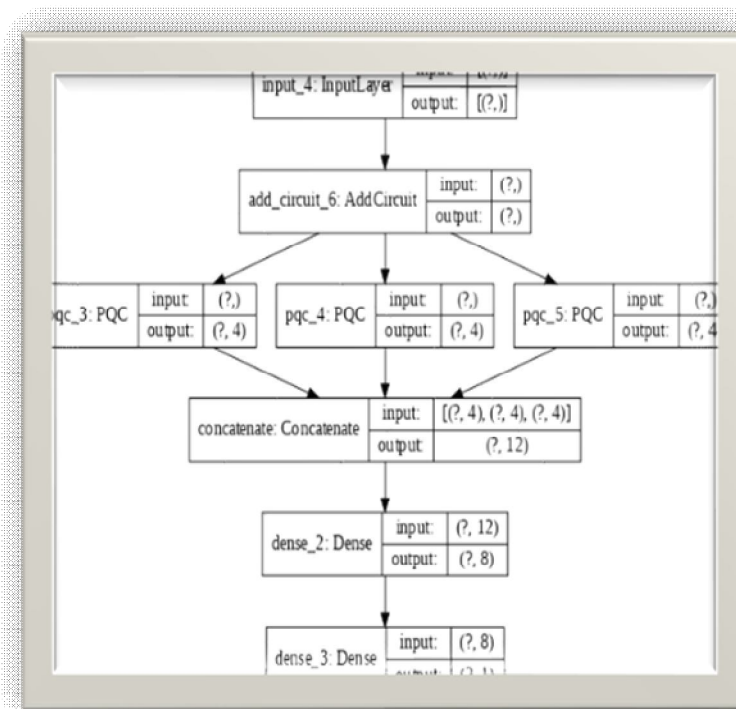 input_4: InputLayer
output: [(?,)]
add_circuit_6: AddCircuit
input: (?,)
output: (?,)
qc_3: PQC
input: (?,)
output: (?, 4)
pqc_4: PQC
input: (?,)
output: (?, 4)
pqc_5: PQC
input: (?,)
output: (?, 4
concatenate: Concatenate
input: [(?, 4), (?, 4), (?, 4)]
output: (?, 12)
dense_2: Dense
input: (?, 12)
output: (?, 8)
dense_3: Dense
input: (?, 8)